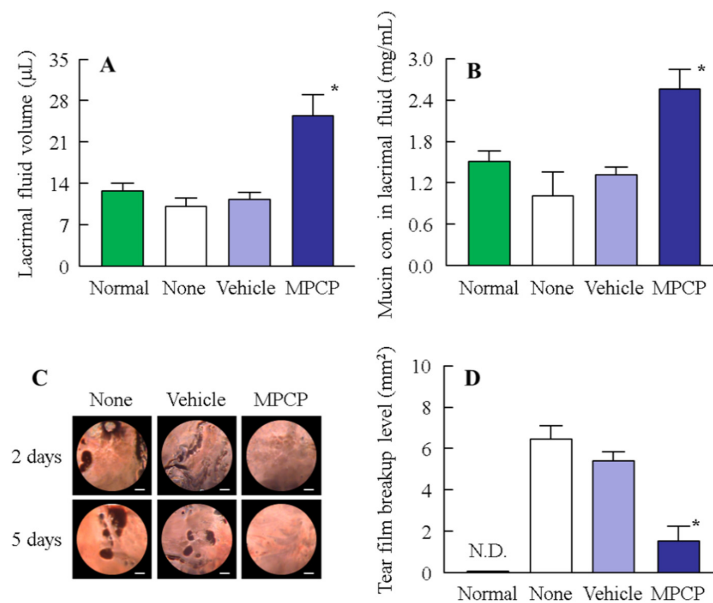 A
Lacrimal fluid volume (μL)
35
28
21
14
7
0
*
Normal None Vehicle MPCP
B
Mucin con. in lacrimal fluid (mg/mL)
3.0
2.4
1.8
1.2
0.6
0.0
*
Normal None Vehicle MPCP
C
None Vehicle MPCP
2 days
5 days
D
Tear film breakup level (mm²)
10
8
6
4
2
0
N.D.
*
Normal None Vehicle MPCP